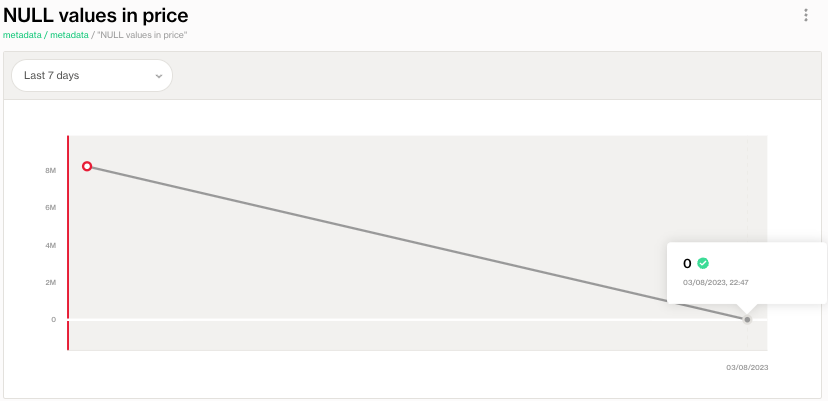 NULL values in price
metadata / metadata / "NULL values in price"
Last 7 days
8M
6M
4M
2M
0
0
03/08/2023, 22:47
03/08/2023